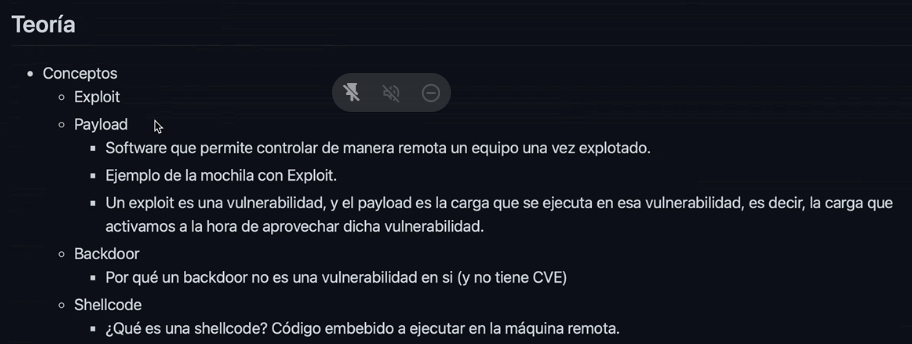 Teoría
Conceptos
Exploit
Payload
Software que permite controlar de manera remota un equipo una vez explotado.
Ejemplo de la mochila con Exploit.
Un exploit es una vulnerabilidad, y el payload es la carga que se ejecuta en esa vulnerabilidad, es decir, la carga que
activamos a la hora de aprovechar dicha vulnerabilidad.
Backdoor
Por qué un backdoor no es una vulnerabilidad en si (y no tiene CVE)
Shellcode
¿Qué es una shellcode? Código embebido a ejecutar en la máquina remota.